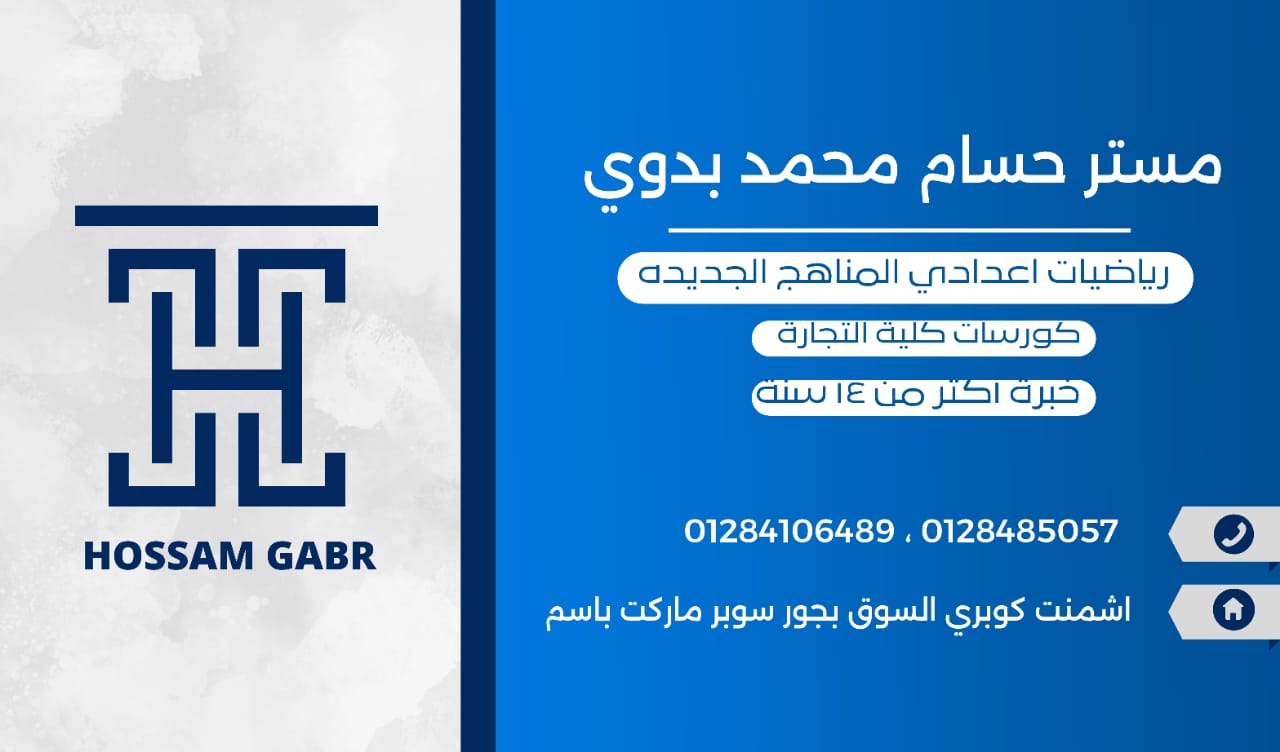 HOSSAM GABR
مستر حسام محمد بدوي
رياضيات اعدادي المناهج الجديده
كورسات كلية التجارة
خبرة اكتر من ١٤ سنة
01284106489 ، 0128485057
اشمنت كوبري السوق بجور سوبر ماركت باسم